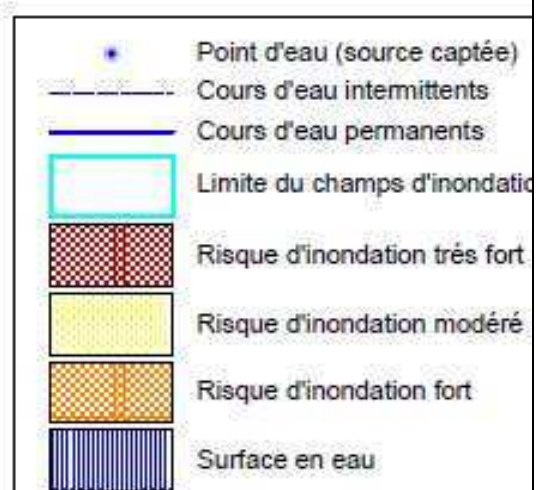 Point d'eau (source captée)
Cours d'eau intermittents
Cours d'eau permanents
Limite du champs d'inondatio
Risque d'inondation trés fort
Risque d'inondation modéré
Risque d'inondation fort
Surface en eau